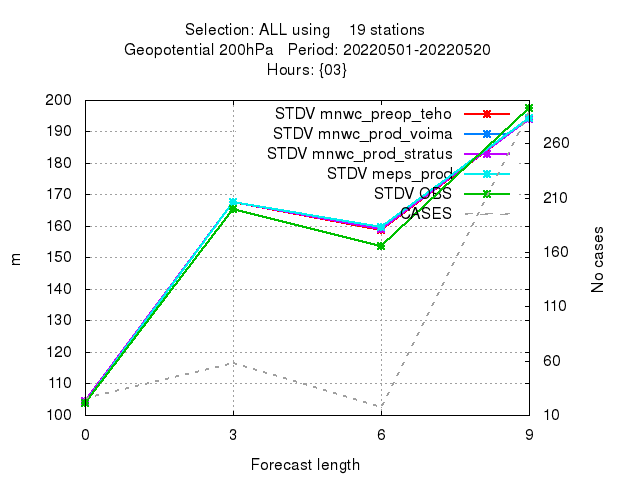 Selection: ALL using    19 stations
Geopotential 200hPa   Period: 20220501-20220520
Hours: {03}
STDV mnwc_preop_teho
STDV mnwc_prod_voima
STDV mnwc_prod_stratus
STDV meps_prod
STDV OBS
CASES
200
190
180
170
160
150
140
130
120
110
100
m
260
210
160
110
60
10
No cases
0 3 6 9
Forecast length